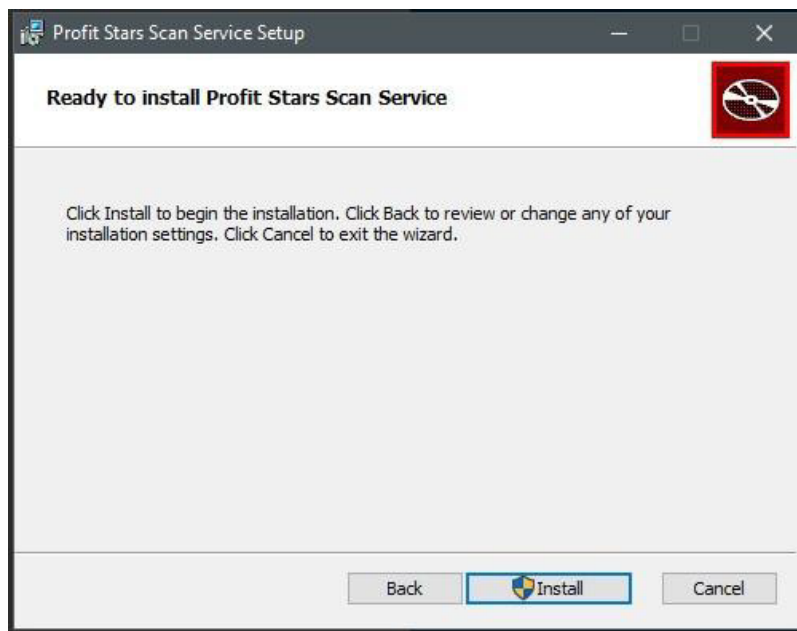 Profit Stars Scan Service Setup
Ready to install Profit Stars Scan Service
Click Install to begin the installation. Click Back to review or change any of your
installation settings. Click Cancel to exit the wizard.
Back
Install
Cancel